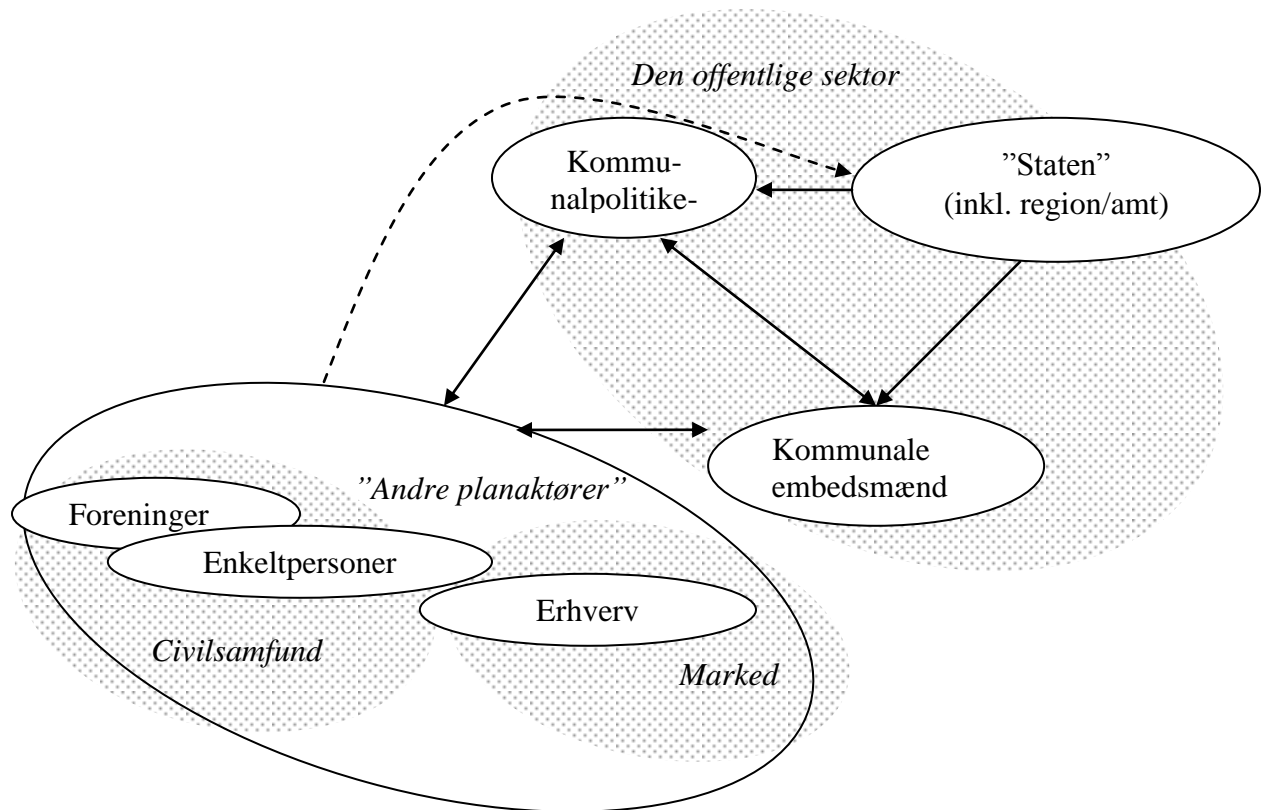 Den offentlige sektor
Kommu-
nalpolitike-
”Staten”
(inkl. region/amt)
Kommunale
embedsmænd
”Andre planaktører”
Foreninger
Enkeltpersoner
Erhverv
Civilsamfund
Marked